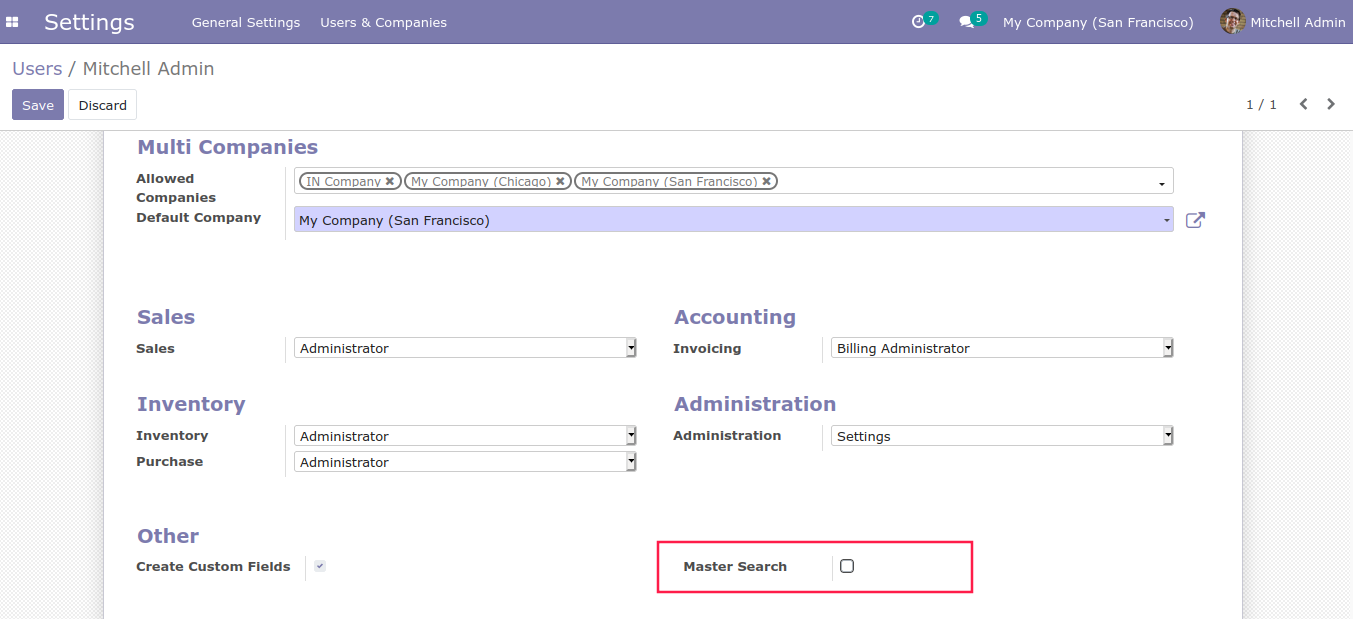 Settings General Settings Users & Companies 7 5 My Company (San Francisco) Mitchell Admin
Users / Mitchell Admin
Save Discard 1 / 1
Multi Companies
Allowed Companies IN Company My Company (Chicago) My Company (San Francisco)
Default Company My Company (San Francisco)
Sales Accounting
Sales Administrator Invoicing Billing Administrator
Inventory Administration
Inventory Administrator Administration Settings
Purchase Administrator
Other
Create Custom Fields Master Search